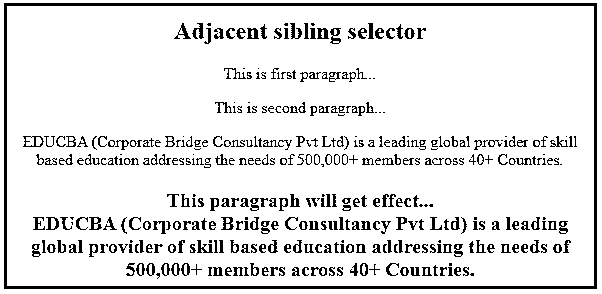 Adjacent sibling selector
This is first paragraph...
This is second paragraph...
EDUCBA (Corporate Bridge Consultancy Pvt Ltd) is a leading global provider of skill
based education addressing the needs of 500,000+ members across 40+ Countries.
This paragraph will get effect...
EDUCBA (Corporate Bridge Consultancy Pvt Ltd) is a leading
global provider of skill based education addressing the needs of
500,000+ members across 40+ Countries.